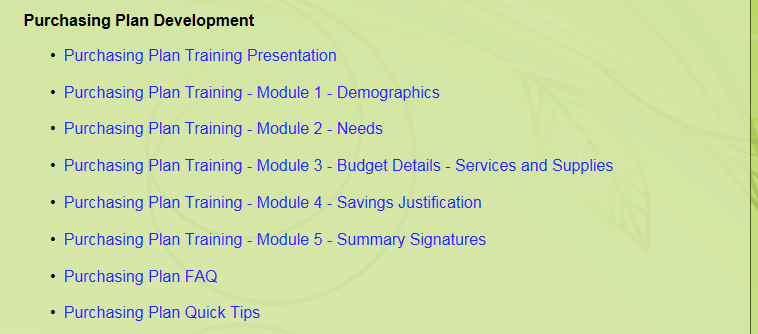 Purchasing Plan Development
• Purchasing Plan Training Presentation
• Purchasing Plan Training - Module 1 - Demographics
• Purchasing Plan Training - Module 2 - Needs
• Purchasing Plan Training - Module 3 - Budget Details - Services and Supplies
• Purchasing Plan Training - Module 4 - Savings Justification
• Purchasing Plan Training - Module 5 - Summary Signatures
• Purchasing Plan FAQ
• Purchasing Plan Quick Tips